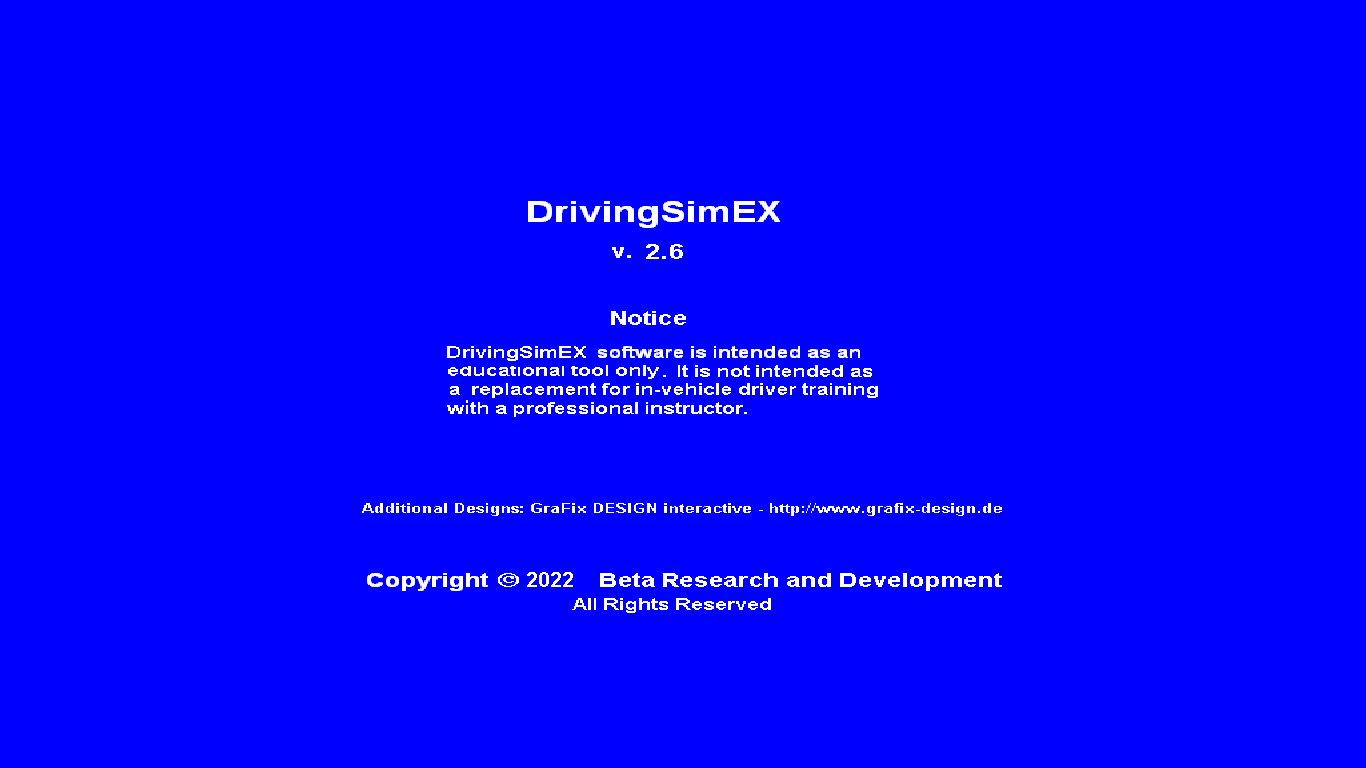 DrivingSimEX
v. 2.6
Notice
DrivingSimEX software is intended as an
educational tool only. It is not intended as
a replacement for in-vehicle driver training
with a professional instructor.
Additional Designs: GraFix DESIGN interactive - http://www.grafix-design.de
Copyright © 2022 Beta Research and Development
All Rights Reserved